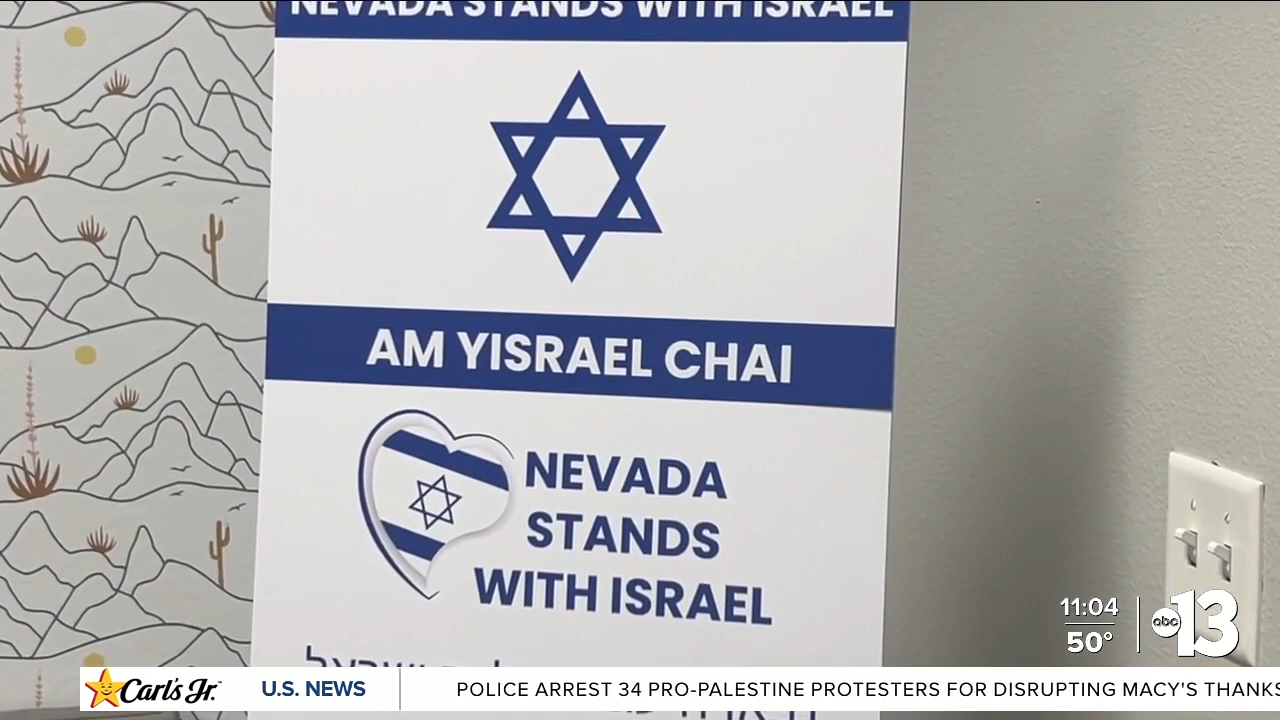 NEVADA STANDS WITH ISRAEL
AM YISRAEL CHAI
NEVADA
STANDS
WITH ISRAEL
11:04
50°
abc 13
Carl's Jr.
U.S. NEWS
POLICE ARREST 34 PRO-PALESTINE PROTESTERS FOR DISRUPTING MACY'S THANKS